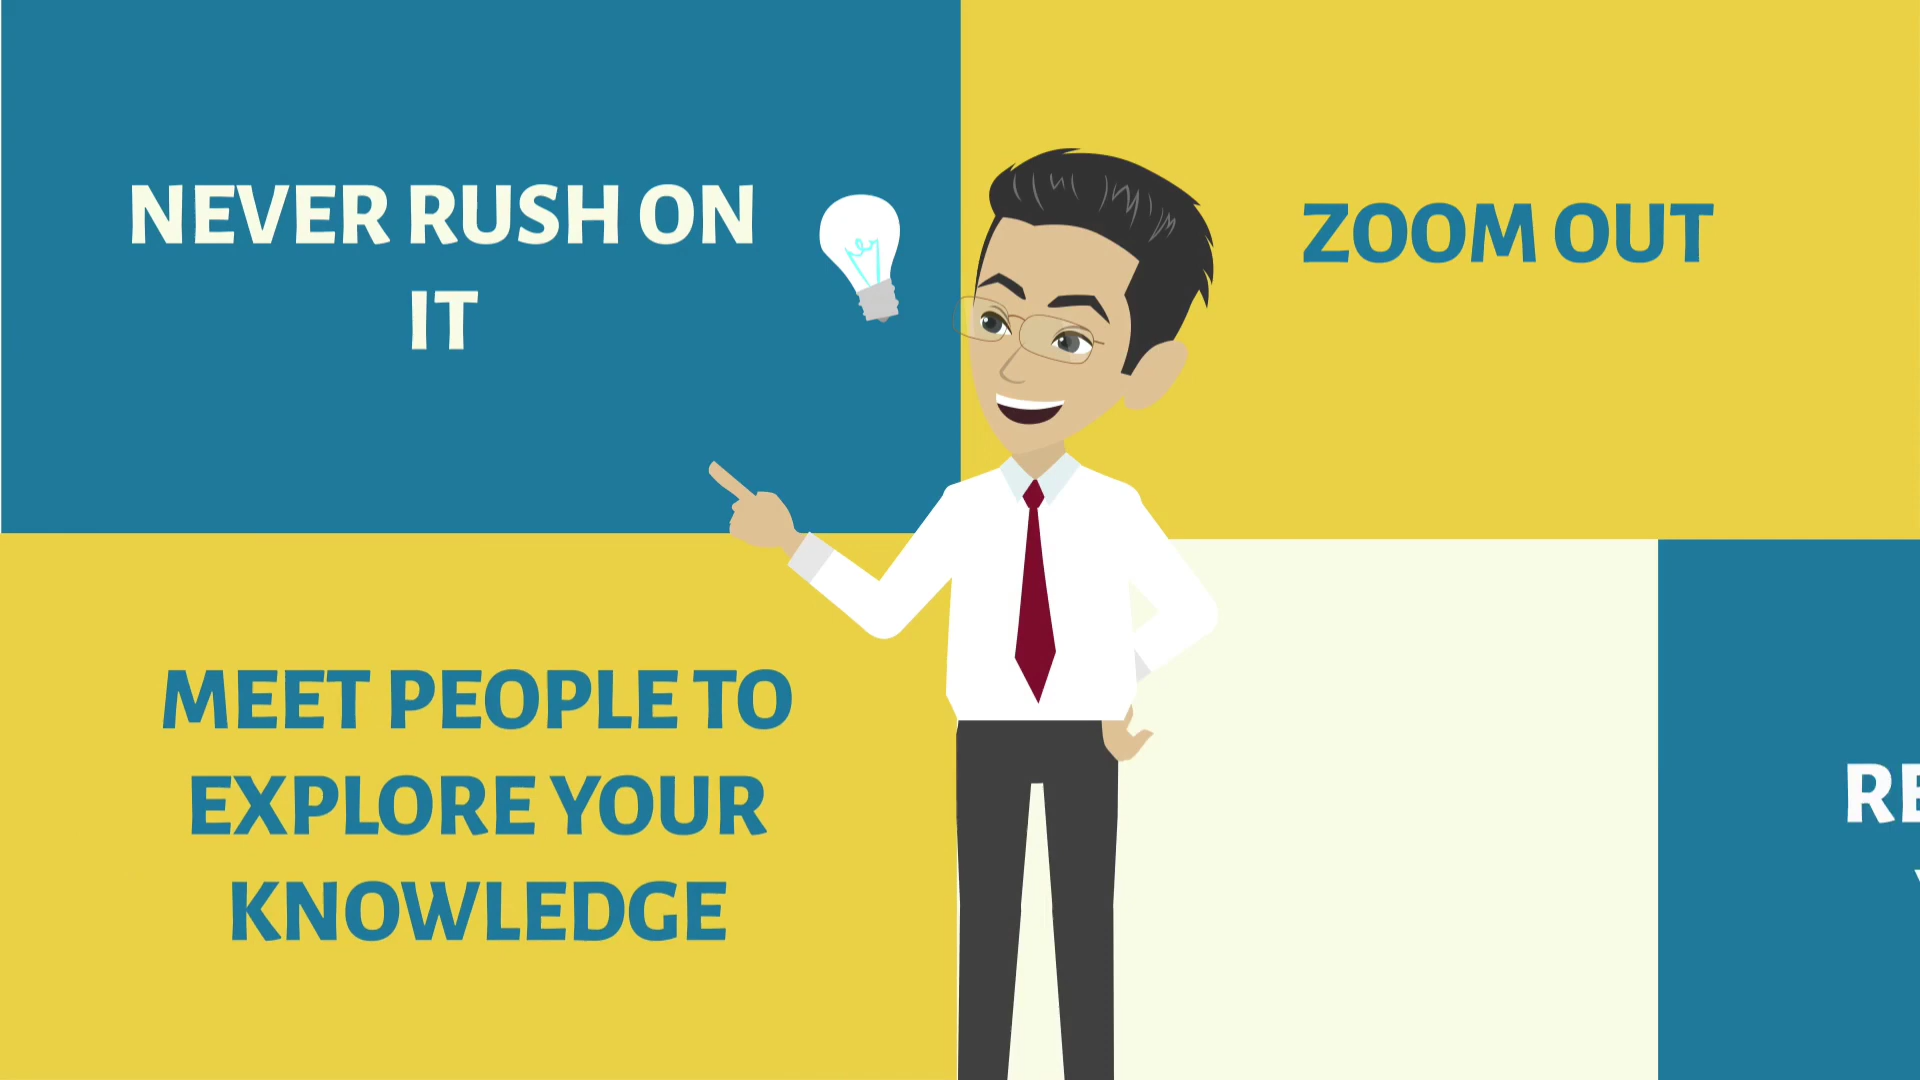 NEVER RUSH ON
IT
ZOOM OUT
MEET PEOPLE TO
EXPLORE YOUR
KNOWLEDGE